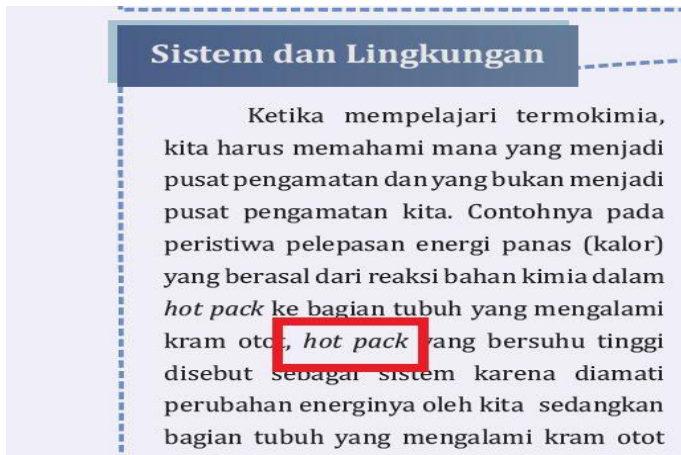 Sistem dan Lingkungan
Ketika mempelajari termokimia,
kita harus memahami mana yang menjadi
pusat pengamatan dan yang bukan menjadi
pusat pengamatan kita. Contohnya pada
peristiwa pelepasan energi panas (kalor)
yang berasal dari reaksi bahan kimia dalam
hot pack ke bagian tubuh yang mengalami
kram otot, hot pack yang bersuhu tinggi
disebut sebagai sistem karena diamati
perubahan energinya oleh kita sedangkan
bagian tubuh yang mengalami kram otot